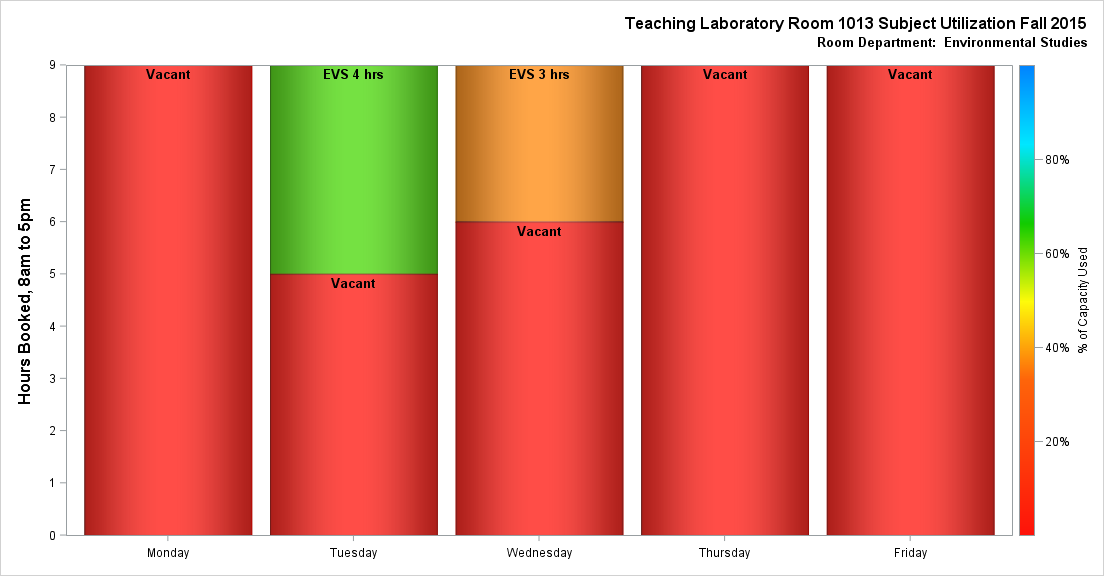 Teaching Laboratory Room 1013 Subject Utilization Fall 2015
Room Department:  Environmental Studies
Hours Booked, 8am to 5pm
9
8
7
6
5
4
3
2
1
0
Vacant
EVS 4 hrs
EVS 3 hrs
Vacant
Vacant
Vacant
Vacant
Monday
Tuesday
Wednesday
Thursday
Friday
80%
60%
40%
20%
% of Capacity Used